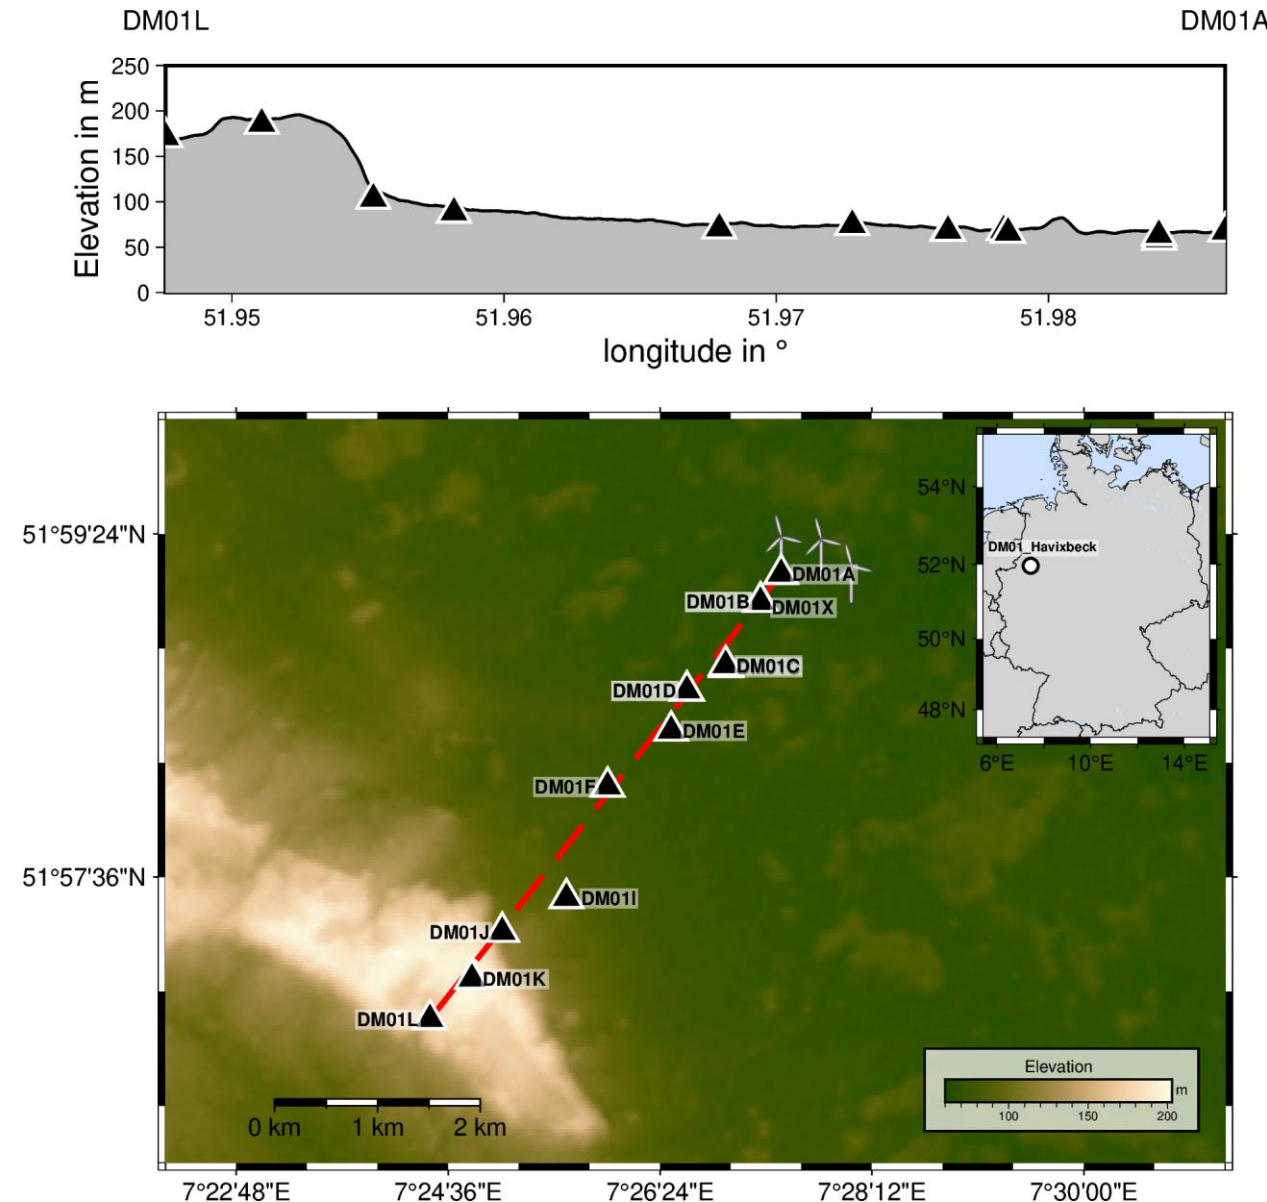 DM01L
DM01A
250
200
150
100
50
0
Elevation in m
51.95
51.96
51.97
51.98
longitude in °
51°59'24"N
51°57'36"N
DM01A
DM01B
DM01X
DM01C
DM01D
DM01E
DM01F
DM01I
DM01J
DM01K
DM01L
54°N
52°N
50°N
48°N
DM01_Havixbeck
6°E
10°E
14°E
0 km
1 km
2 km
Elevation
m
100
150
200
7°22'48"E
7°24'36"E
7°26'24"E
7°28'12"E
7°30'00"E